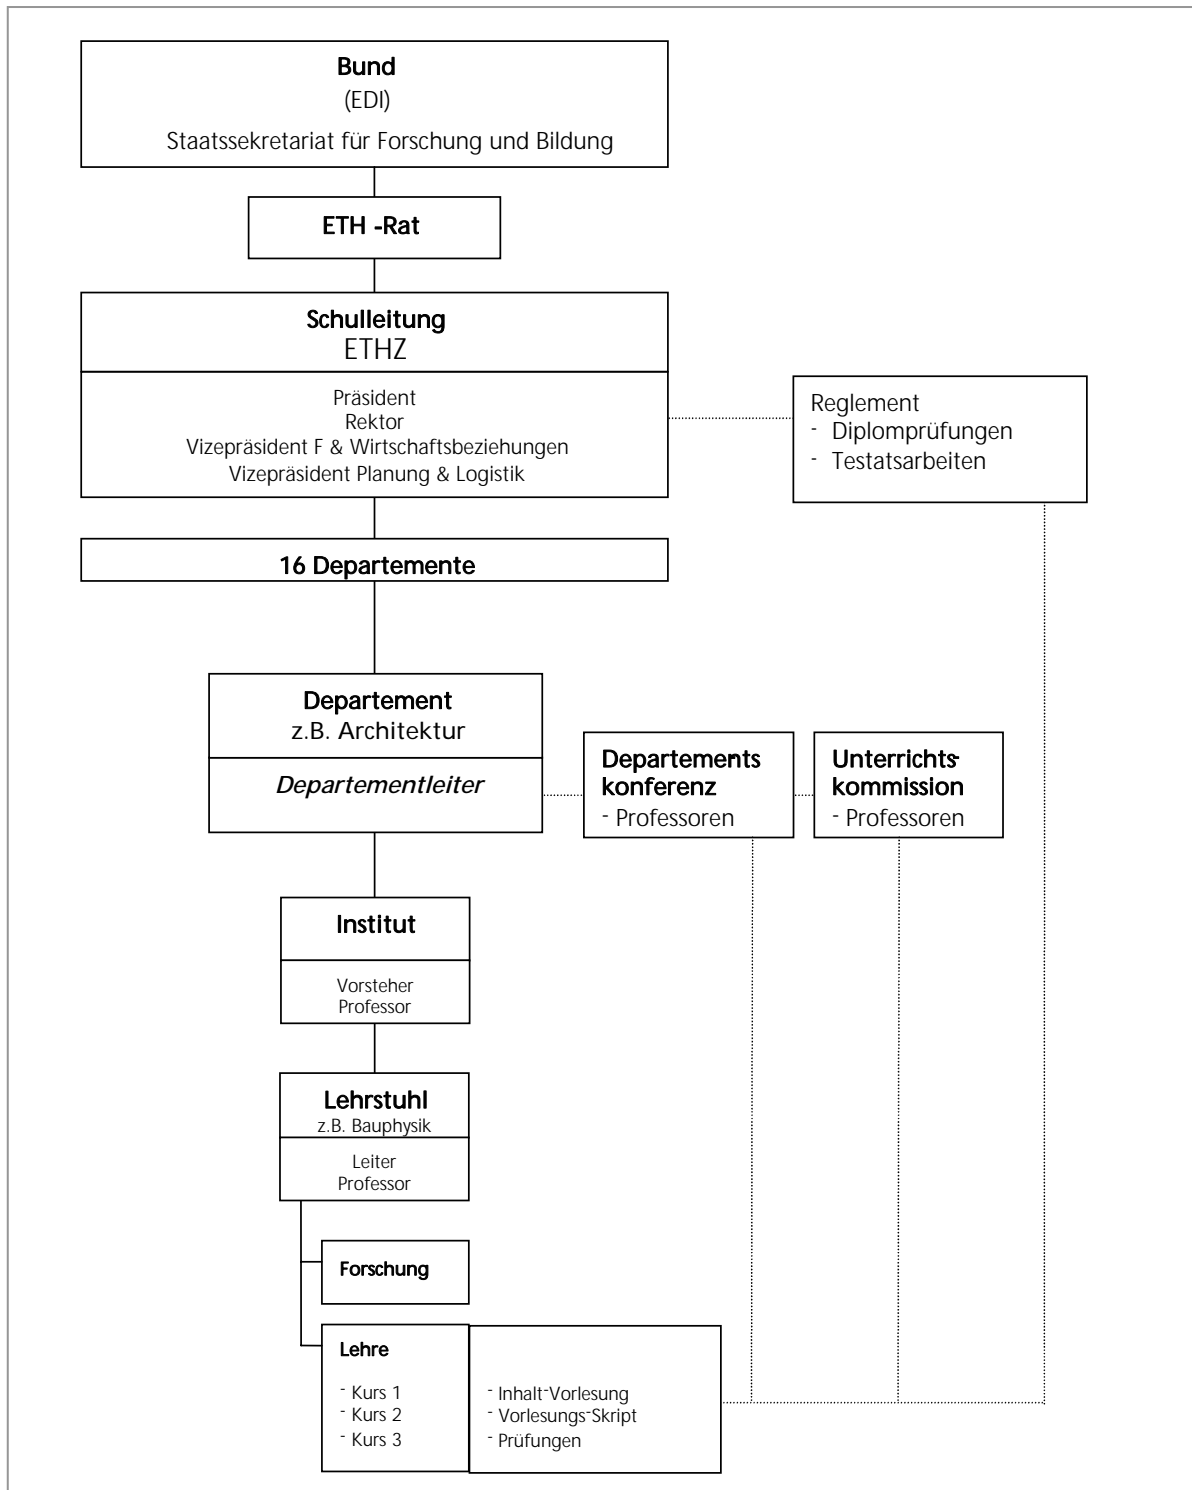 Bund
(EDI)
Staatssekretariat für Forschung und Bildung
ETH -Rat
Schulleitung
ETHZ
Präsident
Rektor
Vizepräsident F & Wirtschaftsbeziehungen
Vizepräsident Planung & Logistik
Reglement
- Diplomprüfungen
- Testatsarbeiten
16 Departemente
Departement
z.B. Architektur
Departementleiter
Departements
konferenz
- Professoren
Unterrichts-
kommission
- Professoren
Institut
Vorsteher
Professor
Lehrstuhl
z.B. Bauphysik
Leiter
Professor
Forschung
Lehre
- Kurs 1
- Kurs 2
- Kurs 3
- Inhalt-Vorlesung
- Vorlesungs-Skript
- Prüfungen